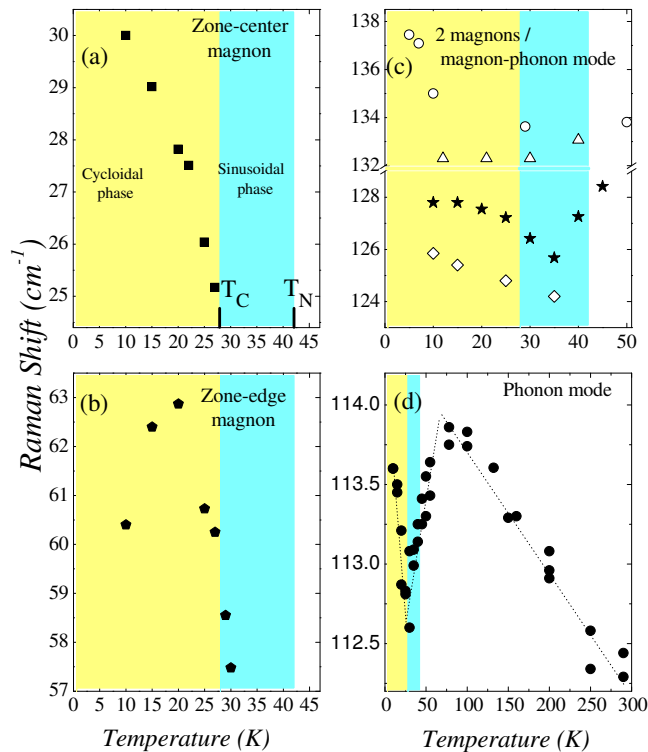 Raman Shift (cm⁻¹)
(a)
Zone-center
magnon
Cycloidal
phase
Sinusoidal
phase
T_C
T_N
30
29
28
27
26
25
0 5 10 15 20 25 30 35 40 45
(c)
2 magnons /
magnon-phonon mode
138
136
134
132
128
126
124
0 10 20 30 40 50
(b)
Zone-edge
magnon
63
62
61
60
59
58
57
0 5 10 15 20 25 30 35 40 45
Temperature (K)
(d)
Phonon mode
114.0
113.5
113.0
112.5
0 25 50 75 100 150 200 250 300
Temperature (K)